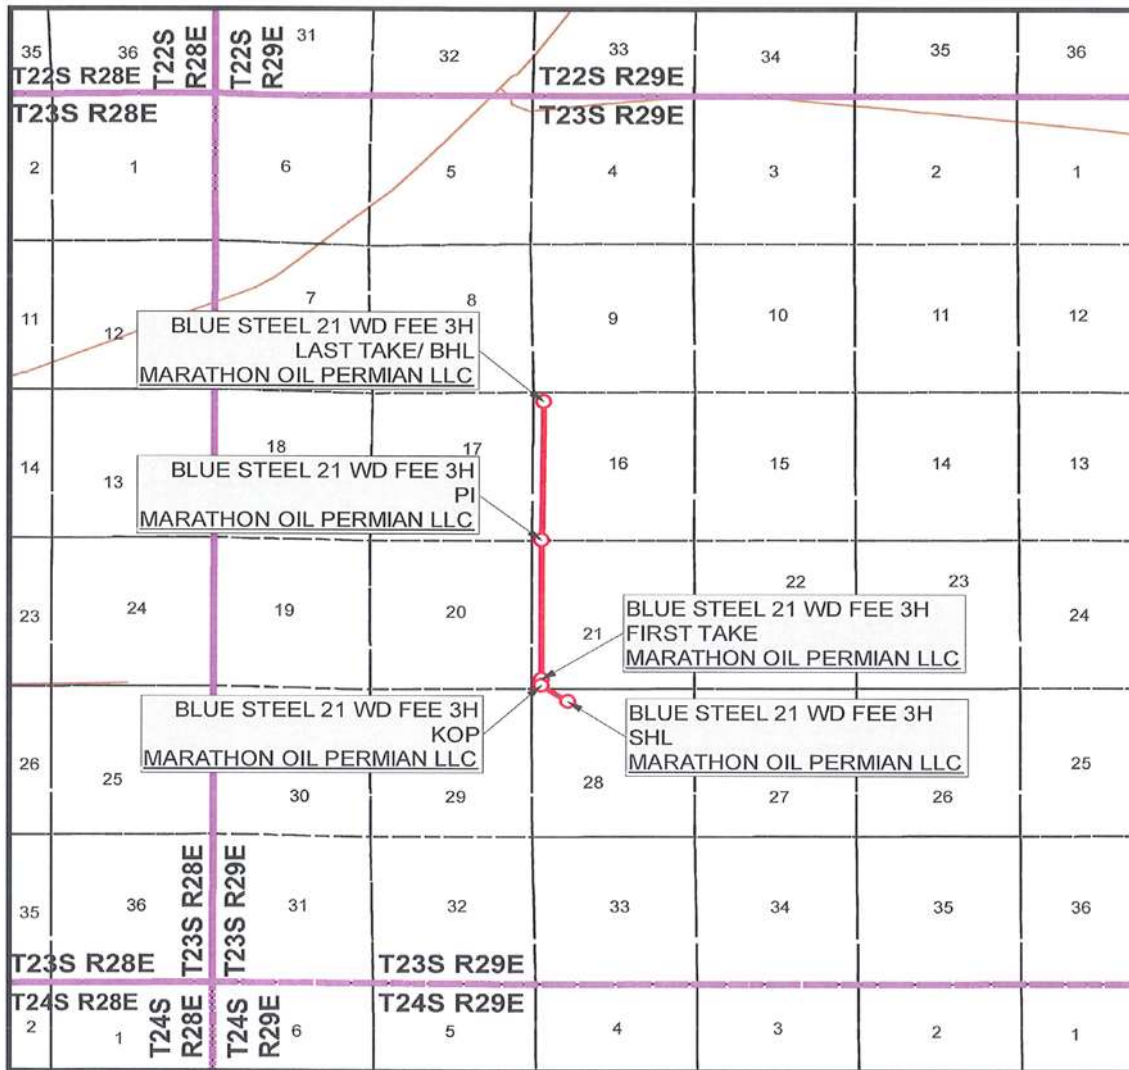 35
36
T22S
R28E
T22S
R29E
31
32
33
34
35
36
T22S R28E
T22S R29E
T23S R28E
T23S R29E
2
1
6
5
4
3
2
1
11
12
7
8
9
10
11
12
BLUE STEEL 21 WD FEE 3H
LAST TAKE/ BHL
MARATHON OIL PERMIAN LLC
14
13
18
17
16
15
14
13
BLUE STEEL 21 WD FEE 3H
PI
MARATHON OIL PERMIAN LLC
23
24
19
20
21
22
23
24
BLUE STEEL 21 WD FEE 3H
FIRST TAKE
MARATHON OIL PERMIAN LLC
BLUE STEEL 21 WD FEE 3H
KOP
MARATHON OIL PERMIAN LLC
BLUE STEEL 21 WD FEE 3H
SHL
MARATHON OIL PERMIAN LLC
26
25
30
29
28
27
26
25
35
36
T23S R28E
T23S R29E
31
32
33
34
35
36
T23S R28E
T23S R29E
T24S R28E
T24S R29E
2
1
T24S
R28E
T24S
R29E
6
5
4
3
2
1